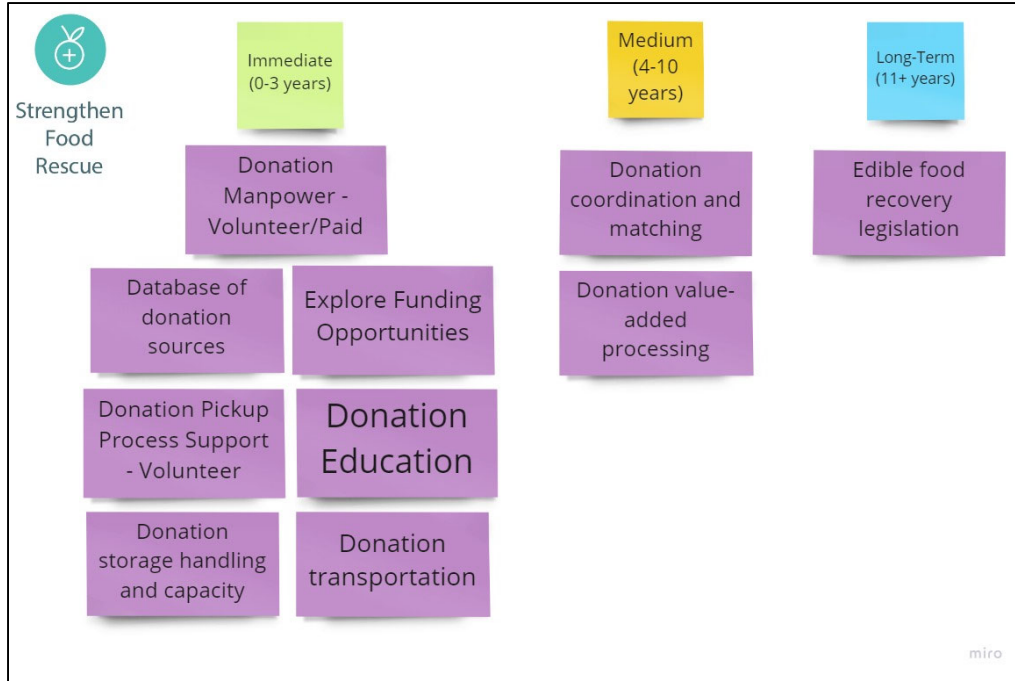 Strengthen
Food
Rescue
Immediate
(0-3 years)
Medium
(4-10
years)
Long-Term
(11+ years)
Donation
Manpower -
Volunteer/Paid
Database of
donation
sources
Explore Funding
Opportunities
Donation Pickup
Process Support
- Volunteer
Donation
Education
Donation
storage handling
and capacity
Donation
transportation
Donation
coordination and
matching
Donation value-
added
processing
Edible food
recovery
legislation
miro